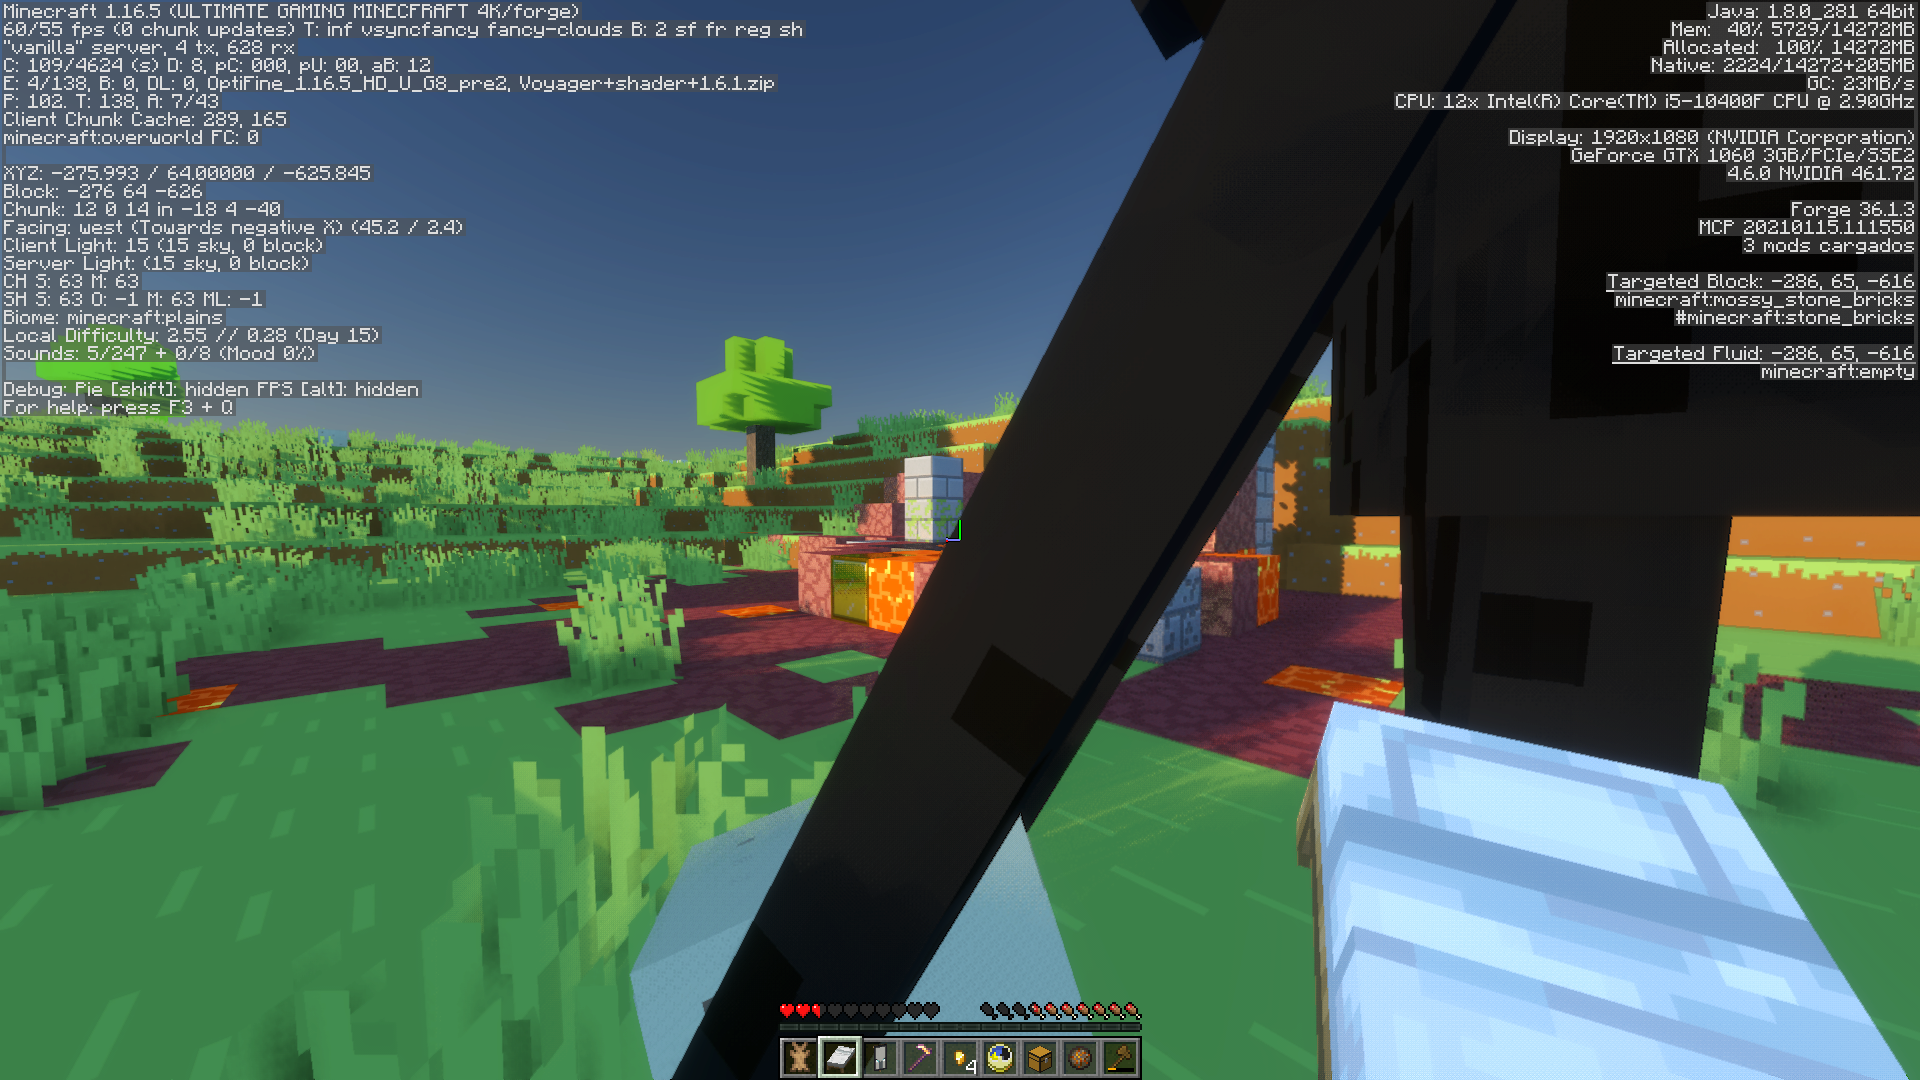 Minecraft 1.16.5 (ULTIMATE GAMING MINECFRAFT 4K/forge)
60/55 fps (0 chunk updates) T: inf vsyncfancy fancy-clouds B: 2 sf fr reg sh
"vanilla" server, 4 tx, 628 rx
C: 109/4624 (s) D: 8, pC: 000, pU: 00, aB: 12
E: 4/138, B: 0, DL: 0, OptiFine_1.16.5_HD_U_G8_pre2, Voyager+shader+1.6.1.zip
P: 102. T: 138, A: 7/43
Client Chunk Cache: 289, 165
minecraft:overworld FC: 0
XYZ: -275.993 / 64.00000 / -625.845
Block: -276 64 -626
Chunk: 12 0 14 in -18 4 -40
Facing: west (Towards negative X) (45.2 / 2.4)
Client Light: 15 (15 sky, 0 block)
Server Light: (15 sky, 0 block)
CH S: 63 M: 63
SH S: 63 O: -1 M: 63 ML: -1
Biome: minecraft:plains
Local Difficulty: 2.55 // 0.28 (Day 15)
Sounds: 5/247 + 0/8 (Mood 0%)
Debug: Pie [shift]: hidden FPS [alt]: hidden
For help: press F3 + Q
Java: 1.8.0_281 64bit
Mem: 40% 5729/14272MB
Allocated: 100% 14272MB
Native: 2224/14272+205MB
GC: 23MB/s
CPU: 12x Intel(R) Core(TM) i5-10400F CPU @ 2.90GHz
Display: 1920x1080 (NVIDIA Corporation)
GeForce GTX 1060 3GB/PCIe/SSE2
4.6.0 NVIDIA 461.72
Forge 36.1.3
MCP 20210115.111550
3 mods cargados
Targeted Block: -286, 65, -616
minecraft:mossy_stone_bricks
#minecraft:stone_bricks
Targeted Fluid: -286, 65, -616
minecraft:empty
4